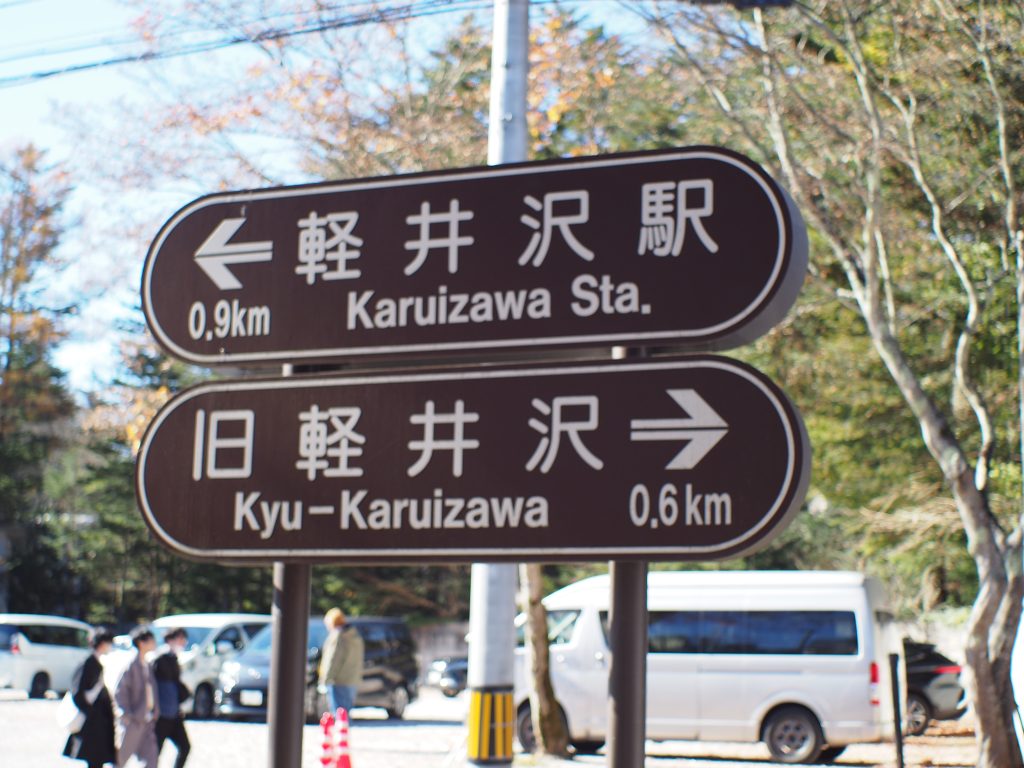 ← 軽井沢駅
0.9km Karuizawa Sta.
旧軽井沢 →
Kyu-Karuizawa 0.6km